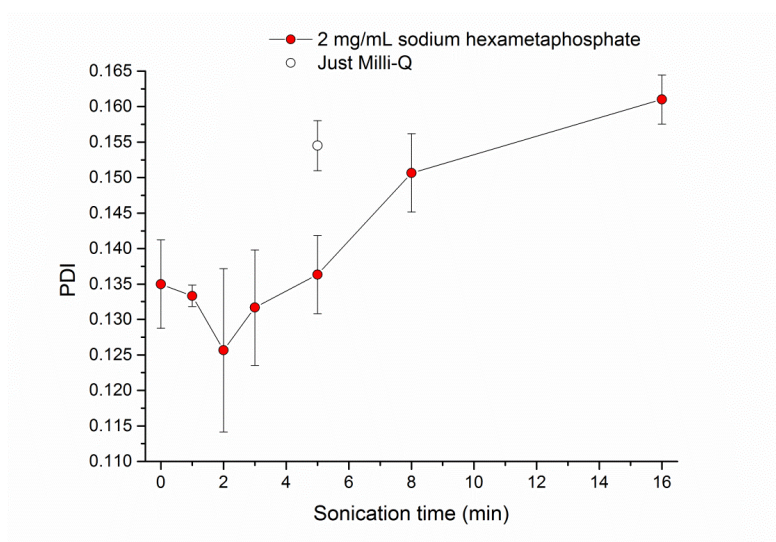 2 mg/mL sodium hexametaphosphate
Just Milli-Q
0.165
0.160
0.155
0.150
0.145
0.140
0.135
0.130
0.125
0.120
0.115
0.110
PDI
0 2 4 6 8 10 12 14 16
Sonication time (min)